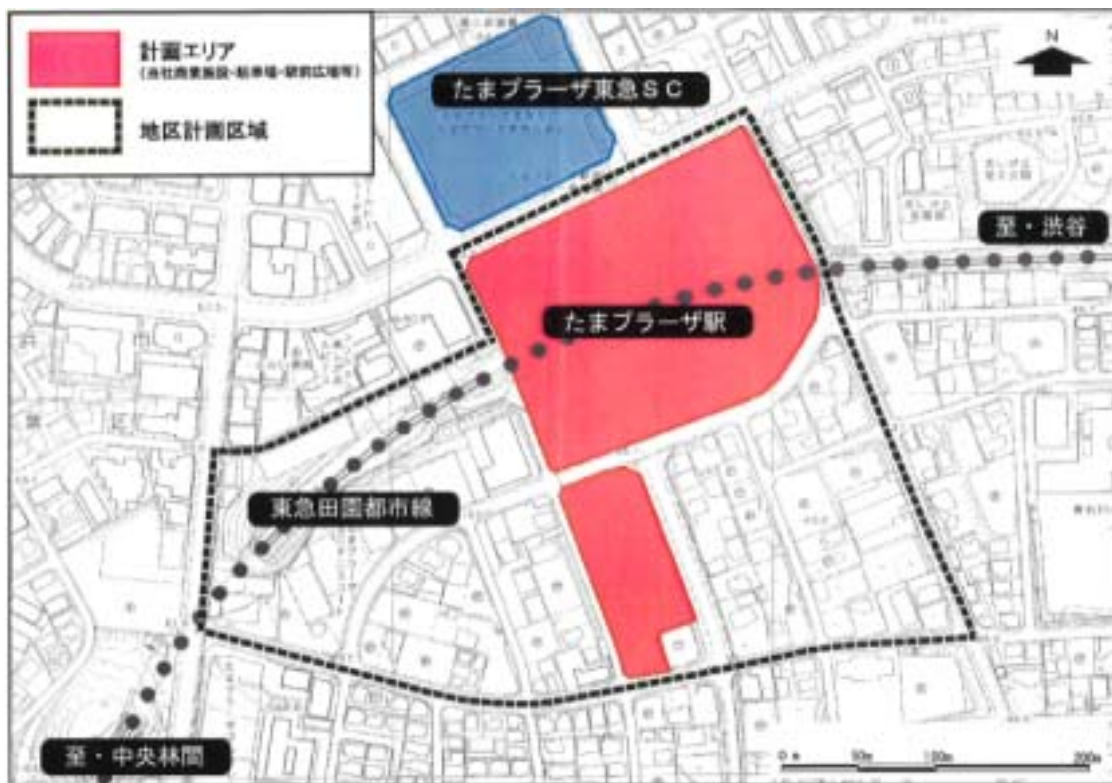 計画エリア
(当社商業施設・駐車場・駅前広場等)
地区計画区域
N
たまプラーザ東急SC
至・渋谷
たまプラーザ駅
東急田園都市線
至・中央林間
0m 50m 100m 200m